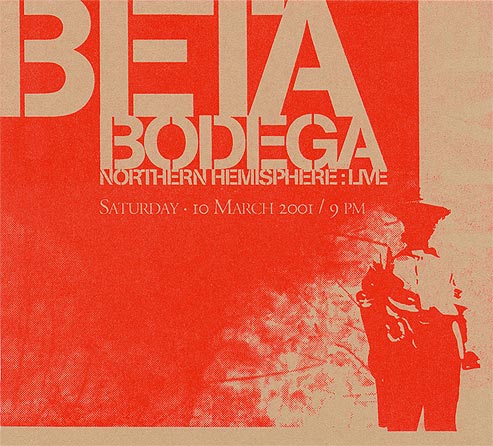 BETA
BODEGA
NORTHERN HEMISPHERE : LIVE
SATURDAY · 10 MARCH 2001 / 9 PM